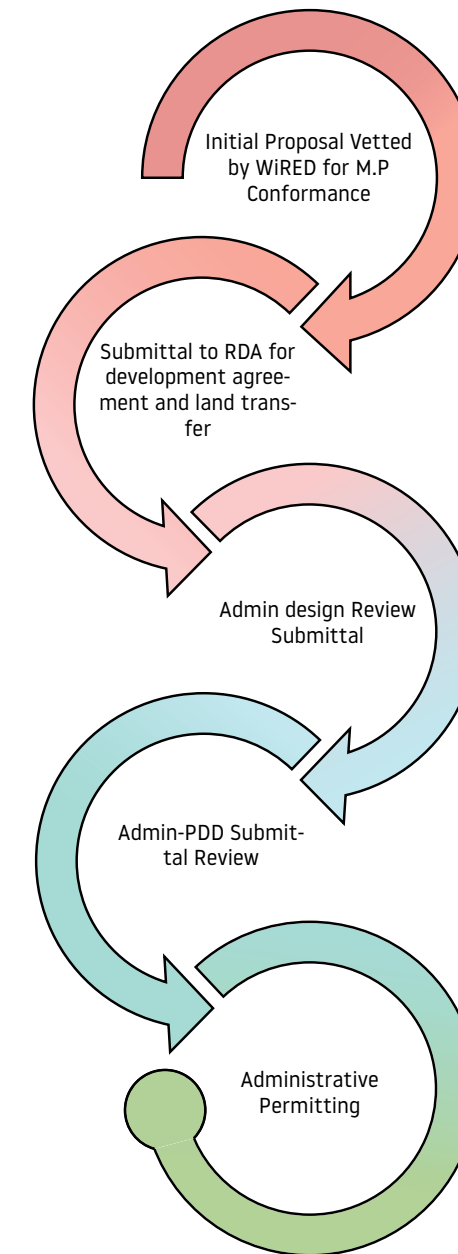 Initial Proposal Vetted
by WiRED for M.P
Conformance
Submittal to RDA for
development agree-
ment and land trans-
fer
Admin design Review
Submittal
Admin-PDD Submit-
tal Review
Administrative
Permitting